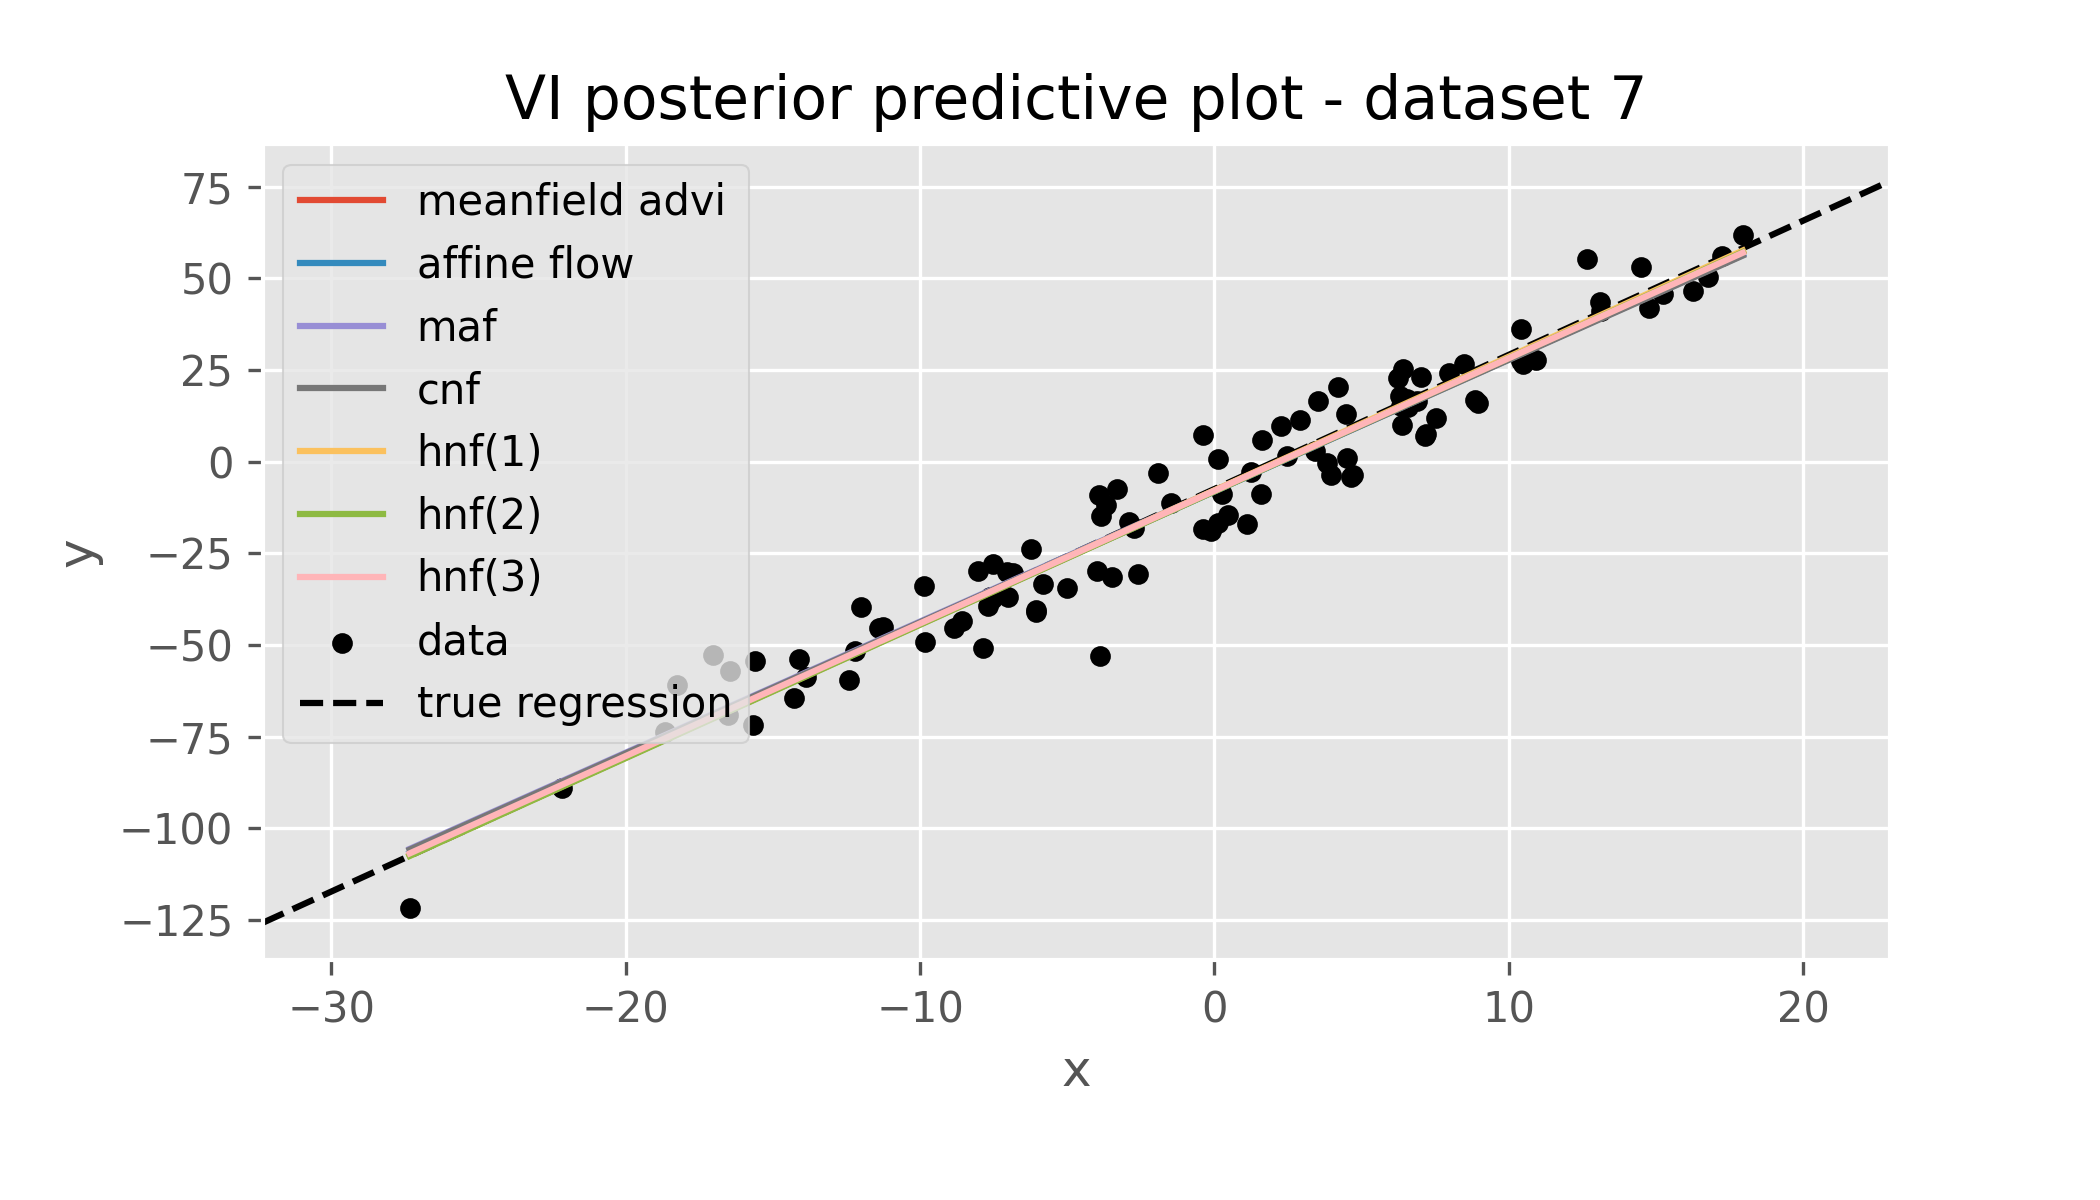 VI posterior predictive plot - dataset 7
75
50
25
0
−25
−50
−75
−100
−125
y
meanfield advi
affine flow
maf
cnf
hnf(1)
hnf(2)
hnf(3)
data
true regression
−30
−20
−10
0
10
20
x